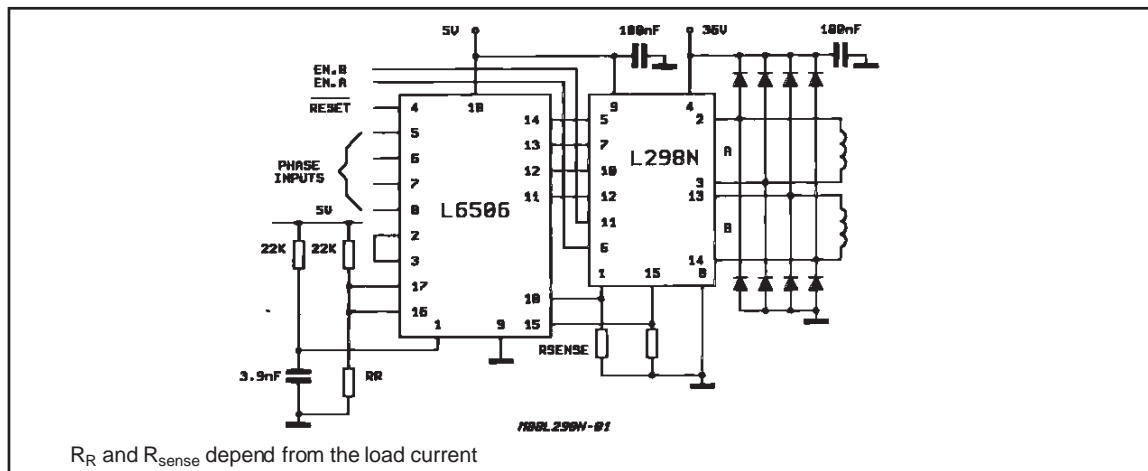 5V
100nF
36V
100nF
EN.B
EN.A
RESET
4
5
6
7
8
PHASE
INPUTS
5V
22K
22K
2
3
17
16
1
9
3.9nF
RR
L6506
18
14
13
12
11
10
15
RSENSE
9
4
5
7
10
12
11
6
1
15
8
L298N
2
A
3
13
B
14
M00L298N-01
R_R and R_sense depend from the load current